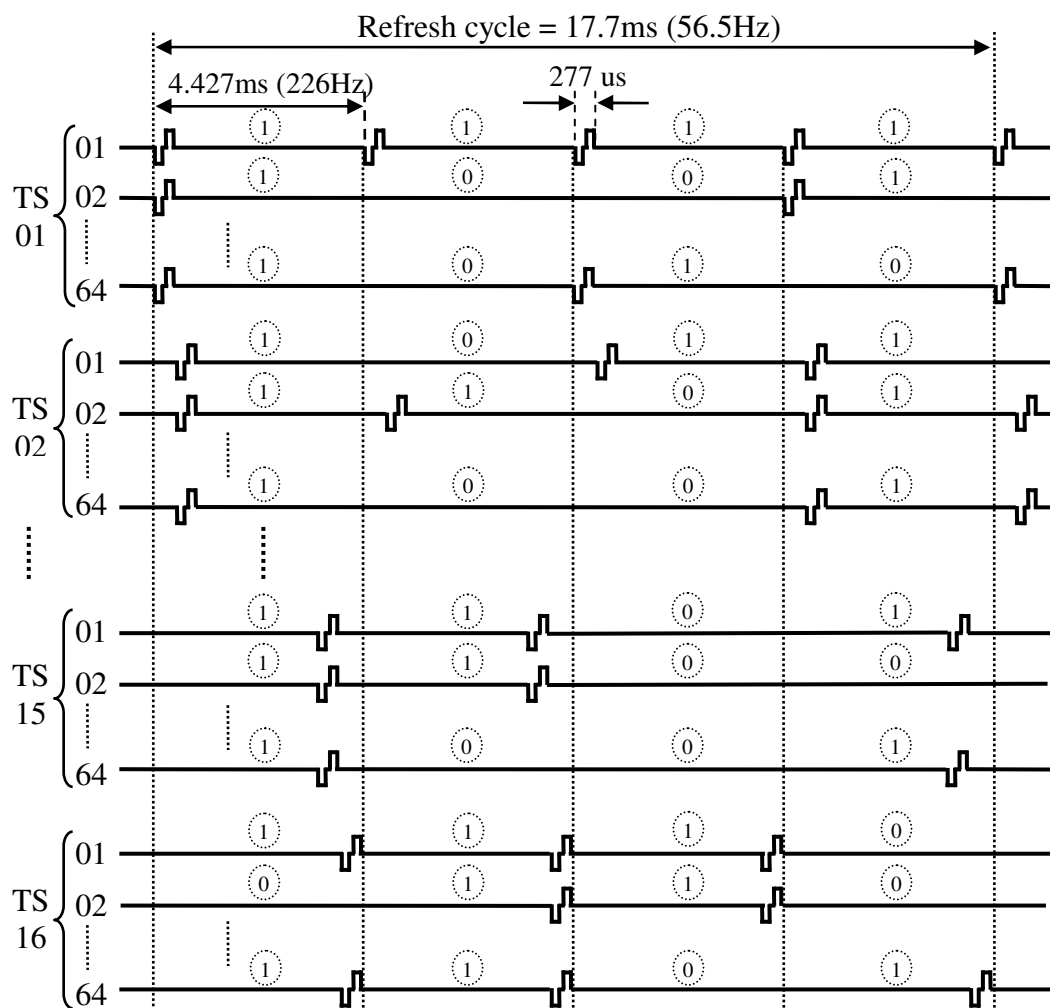 Refresh cycle = 17.7ms (56.5Hz)
4.427ms (226Hz)
277 us
TS 01
01 1 1 1 1
02 1 0 0 1
64 1 0 1 0
TS 02
01 1 0 1 1
02 1 1 0 1
64 1 0 0 1
TS 15
01 1 1 0 1
02 1 1 0 0
64 1 0 0 1
TS 16
01 1 1 1 0
02 0 1 1 0
64 1 1 0 1